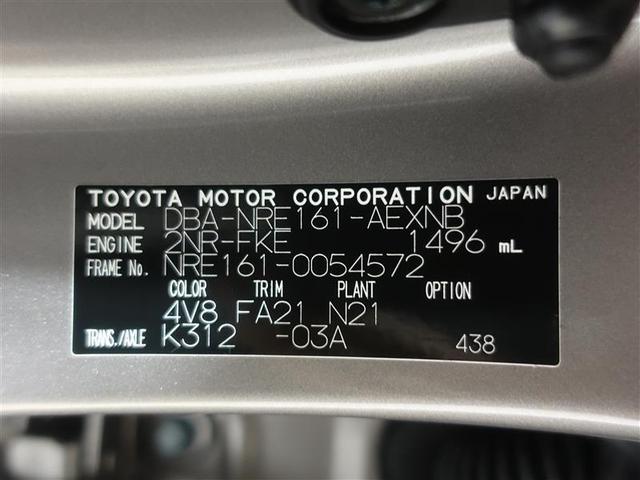 TOYOTA MOTOR CORPORATION JAPAN
MODEL DBA-NRE161-AEXNB
ENGINE 2NR-FKE 1496 mL
FRAME No. NRE161-0054572
COLOR TRIM PLANT OPTION
4V8 FA21 N21
TRANS./AXLE K312 -03A 438